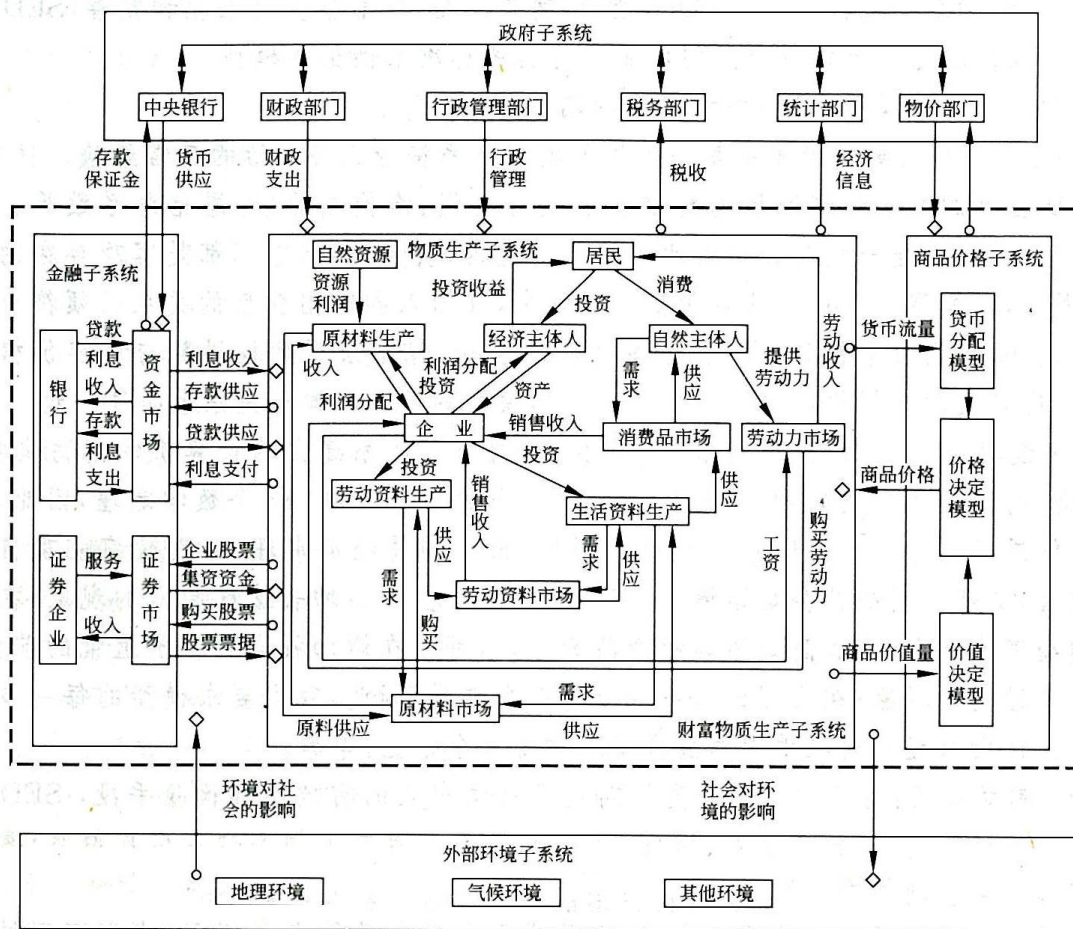 政府子系统
中央银行
财政部门
行政管理部门
税务部门
统计部门
物价部门
存款
保证金
货币
供应
财政
支出
行政
管理
税收
经济
信息
金融子系统
银行
贷款
利息
收入
存款
利息
支出
资金市场
利息收入
存款供应
贷款供应
利息支付
证券企业
服务
收入
证券市场
企业股票
集资资金
购买股票
股票票据
物质生产子系统
自然资源
资源
利润
居民
投资收益
投资
消费
原材料生产
经济主体人
自然主体人
收入
利润分配
投资
利润分配
资产
需求
供应
提供
劳动力
劳动收入
企 业
销售收入
消费品市场
劳动力市场
投资
销售收入
投资
供应
劳动资料生产
生活资料生产
供应
需求
供应
需求
购买
劳动资料市场
工资
购买劳动力
原材料市场
需求
原料供应
供应
财富物质生产子系统
商品价格子系统
货币流量
货币
分配
模型
商品价格
价格
决定
模型
商品价值量
价值
决定
模型
环境对社
会的影响
社会对环
境的影响
外部环境子系统
地理环境
气候环境
其他环境